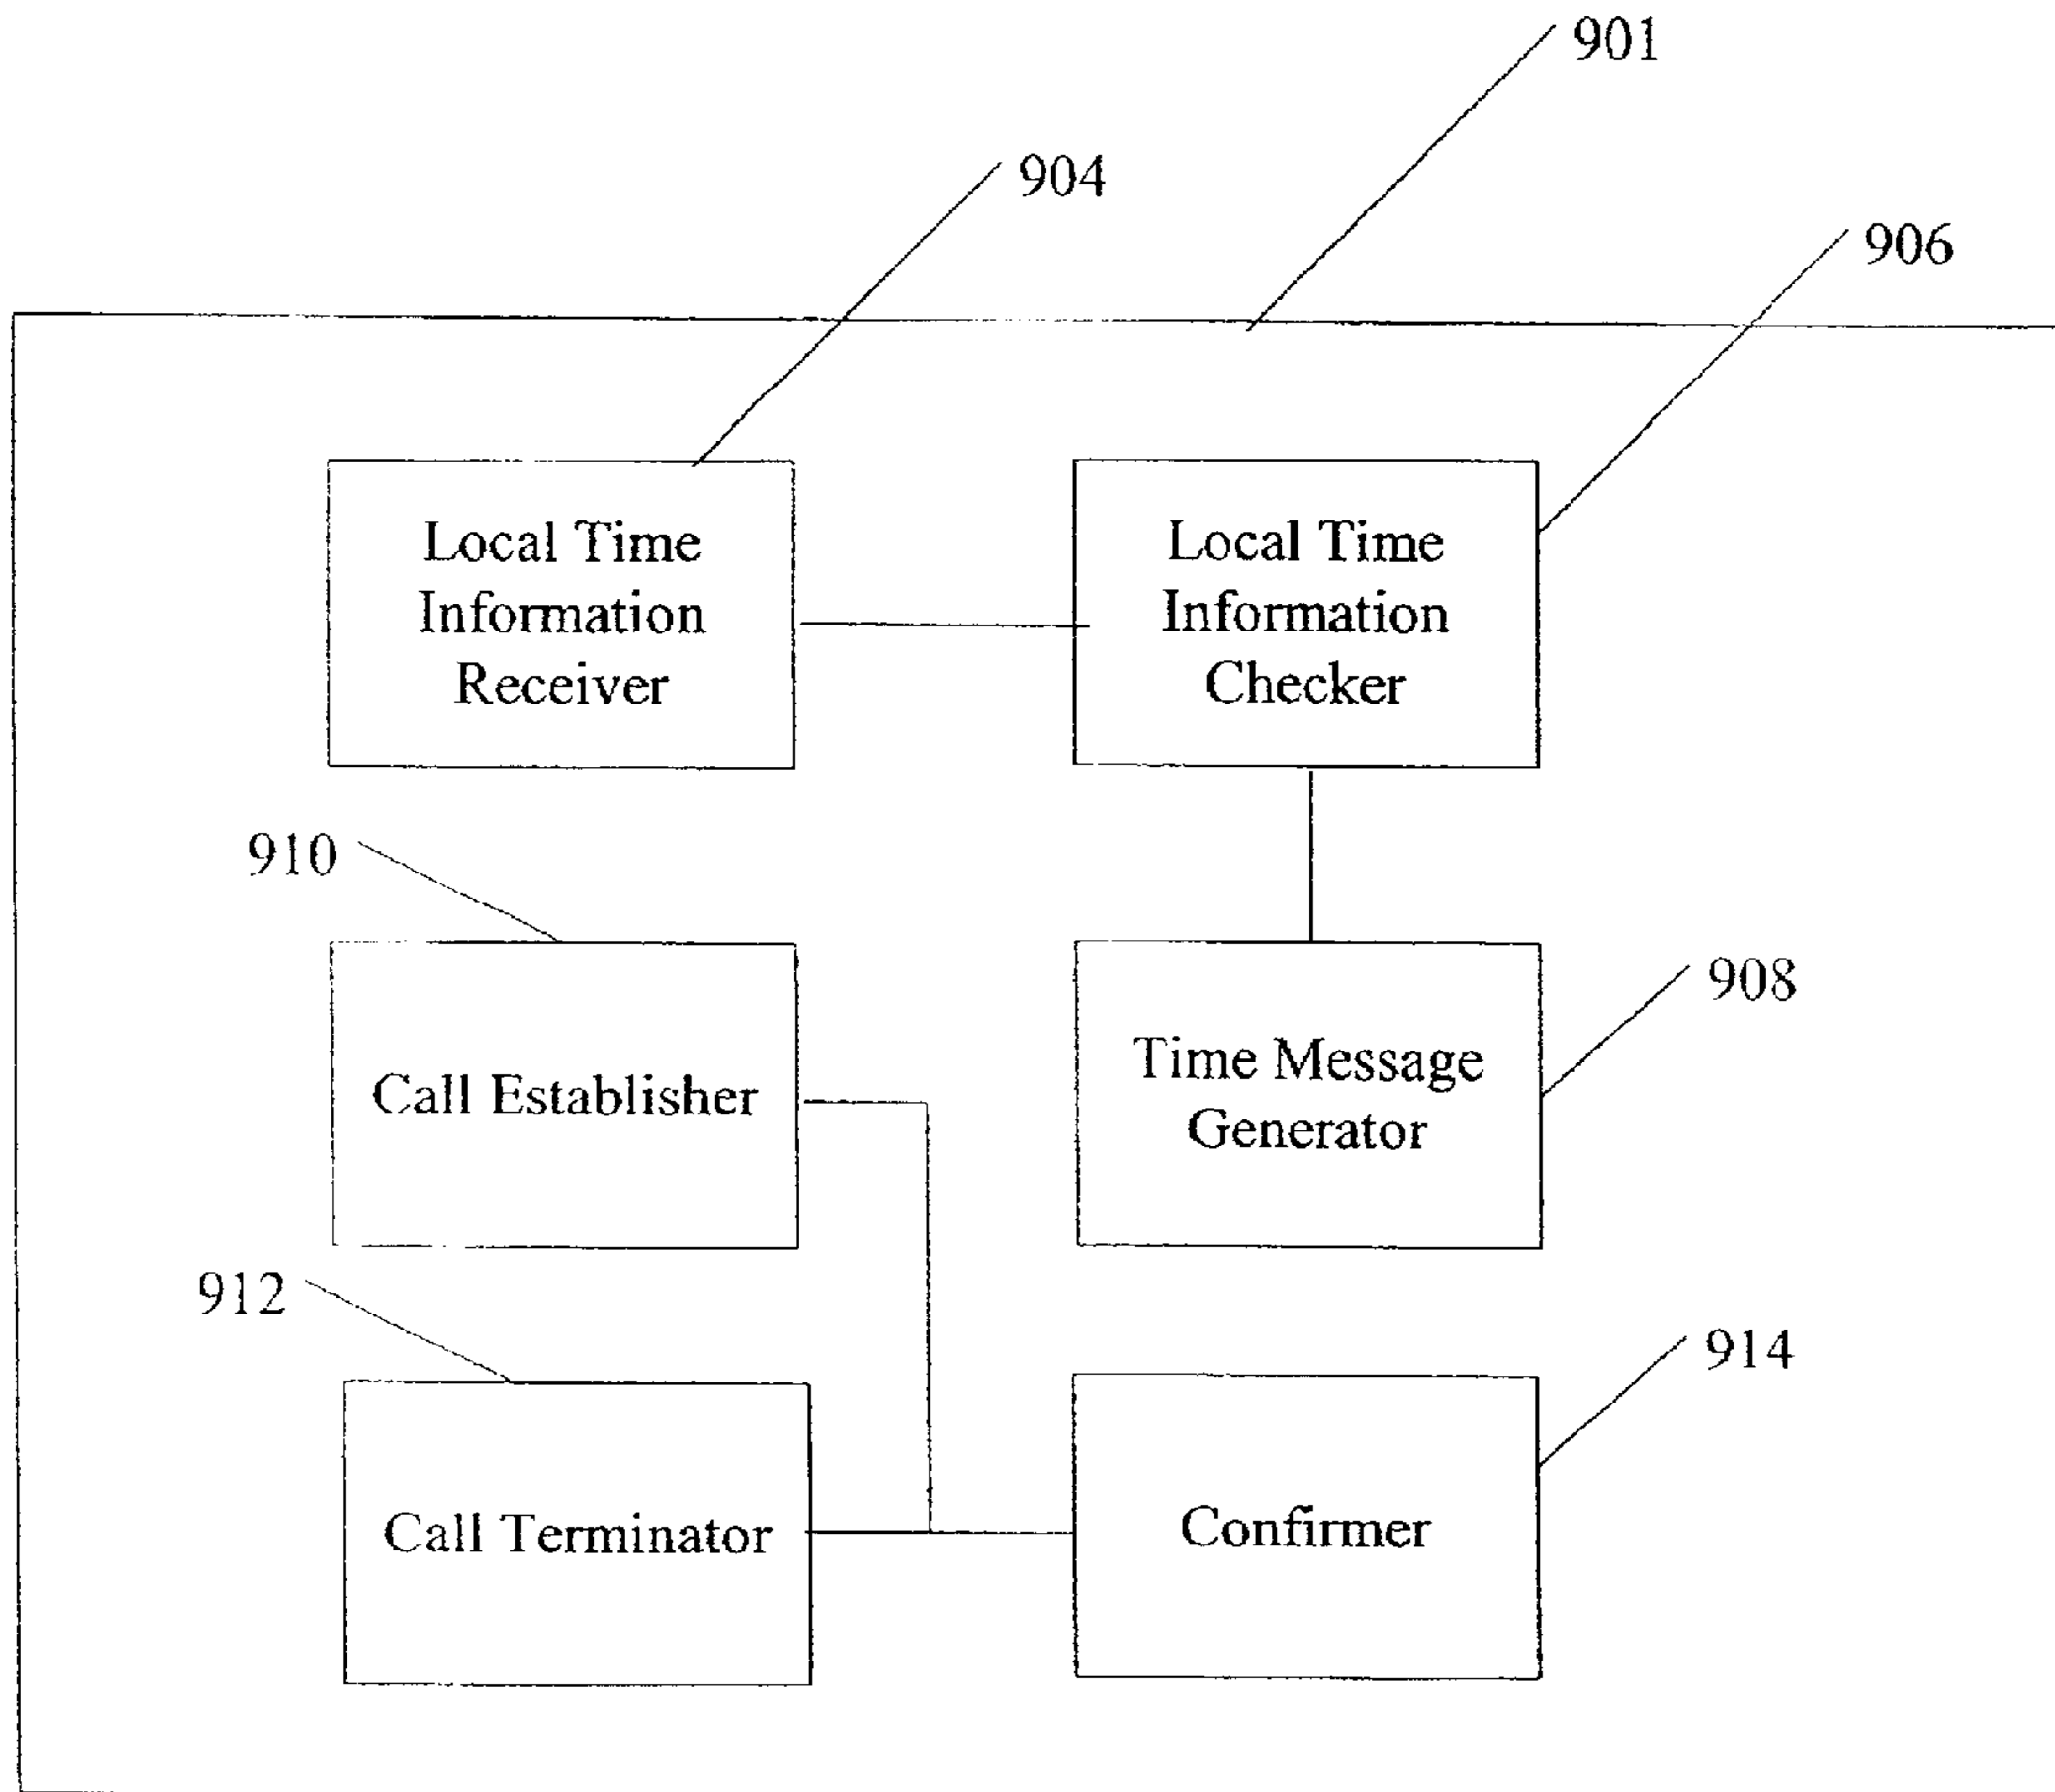 901
904
906
Local Time
Information
Receiver
Local Time
Information
Checker
910
908
Call Establisher
Time Message
Generator
912
914
Call Terminator
Confirmer